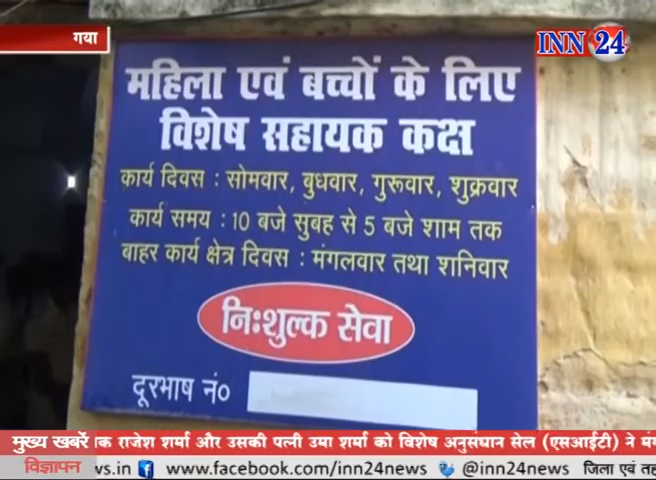 गया
INN 24
महिला एवं बच्चों के लिए
विशेष सहायक कक्ष
कार्य दिवस : सोमवार, बुधवार, गुरूवार, शुक्रवार
कार्य समय : 10 बजे सुबह से 5 बजे शाम तक
बाहर कार्य क्षेत्र दिवस : मंगलवार तथा शनिवार
निःशुल्क सेवा
दूरभाष नं०
मुख्य खबरें क राजेश शर्मा और उसकी पत्नी उमा शर्मा को विशेष अनुसंधान सेल (एसआईटी) ने
विज्ञापन vs.in www.facebook.com/inn24news @inn24news जिला एवं